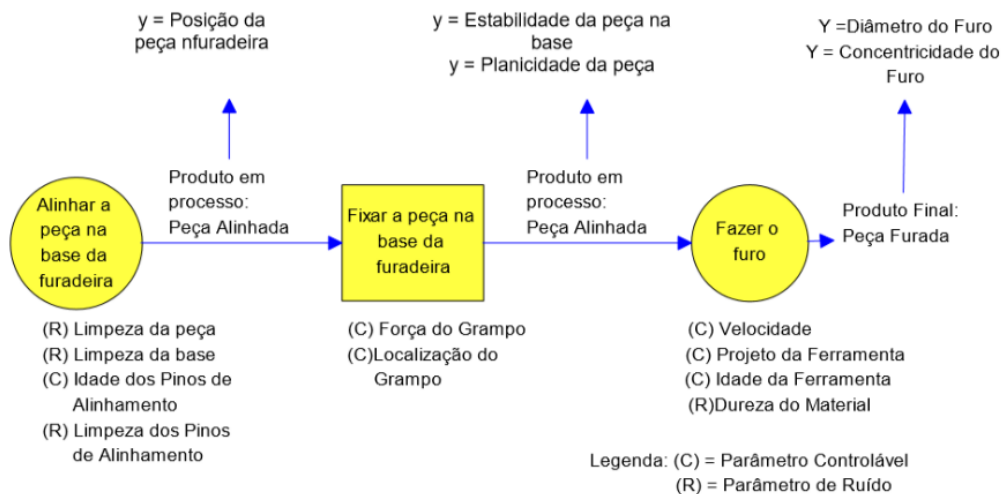 y = Posição da
peça nfuradeira
y = Estabilidade da peça na
base
y = Planicidade da peça
Y =Diâmetro do Furo
Y = Concentricidade do
Furo
Alinhar a
peça na
base da
furadeira
Produto em
processo:
Peça Alinhada
Fixar a peça na
base da
furadeira
Produto em
processo:
Peça Alinhada
Fazer o
furo
Produto Final:
Peça Furada
(R) Limpeza da peça
(R) Limpeza da base
(C) Idade dos Pinos de
Alinhamento
(R) Limpeza dos Pinos
de Alinhamento
(C) Força do Grampo
(C)Localização do
Grampo
(C) Velocidade
(C) Projeto da Ferramenta
(C) Idade da Ferramenta
(R)Dureza do Material
Legenda: (C) = Parâmetro Controlável
(R) = Parâmetro de Ruído